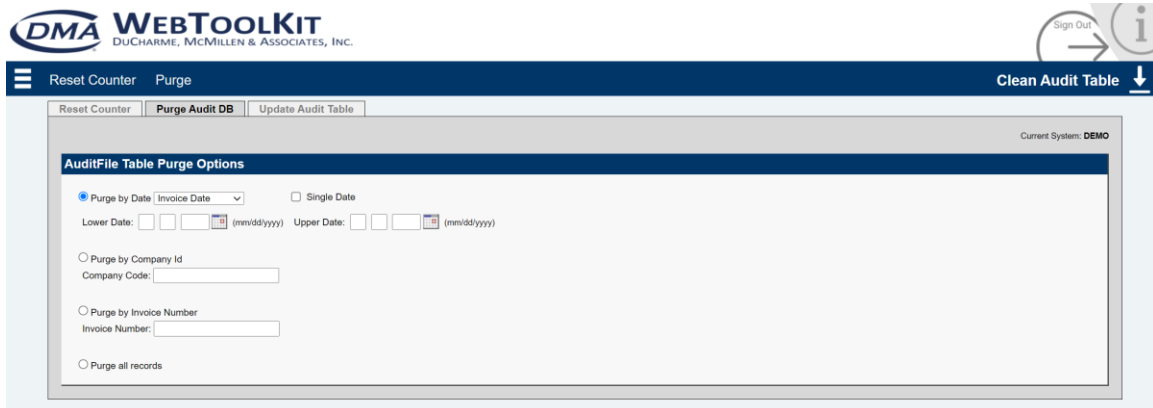 DMA WEBTOOLKIT
DUCHARME, MCMILLEN & ASSOCIATES, INC.
Sign Out
i
Reset Counter Purge Clean Audit Table
Reset Counter Purge Audit DB Update Audit Table
Current System: DEMO
AuditFile Table Purge Options
Purge by Date Invoice Date Single Date
Lower Date: (mm/dd/yyyy) Upper Date: (mm/dd/yyyy)
Purge by Company Id
Company Code:
Purge by Invoice Number
Invoice Number:
Purge all records